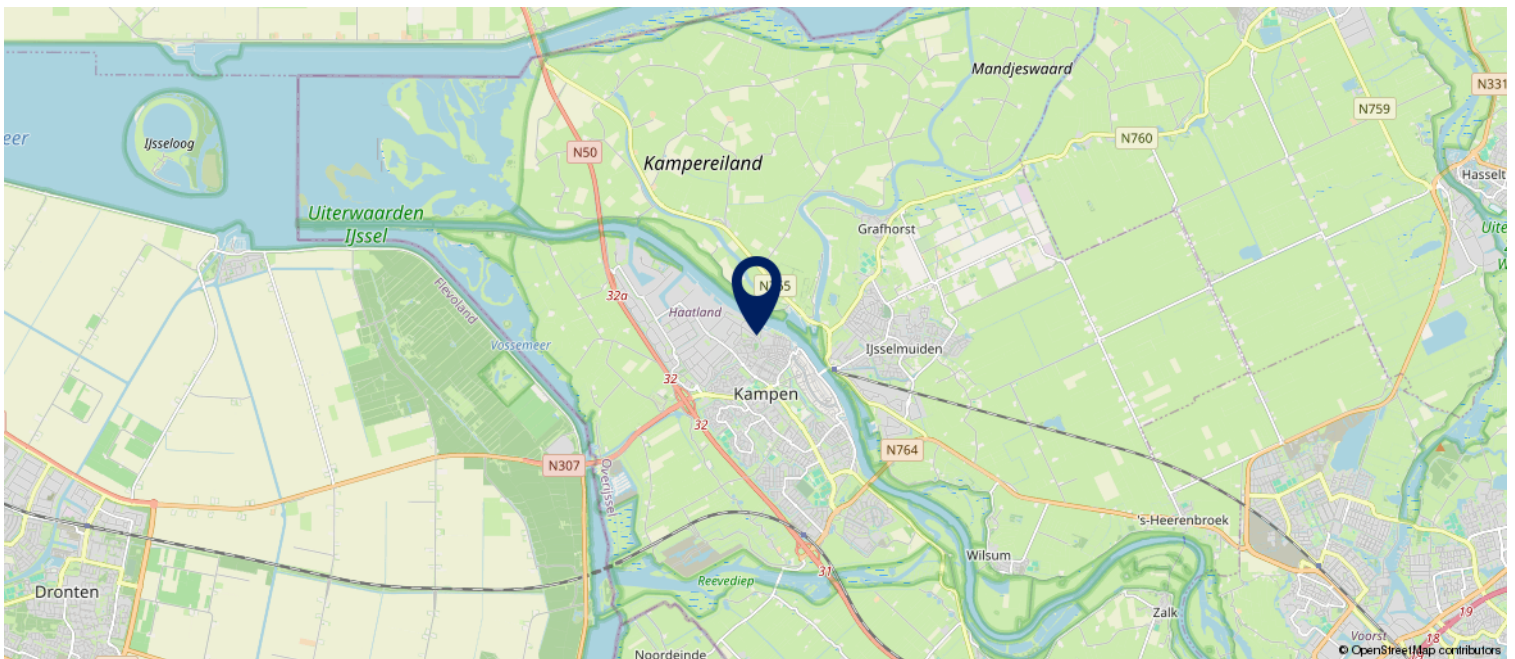 Mandjeswaard
N331
N759
IJsseloog
N760
meer
N50
Kampereiland
Hasselt
Uiterwaarden
IJssel
Grafhorst
Flevoland
32a
Haatland
Vossemeer
IJsselmuiden
32
Kampen
32
N764
N307
Overijssel
's-Heerenbroek
Wilsum
Reevediep
31
Dronten
Zalk
19
Voorst
18
Noordeinde
© OpenStreetMap contributors